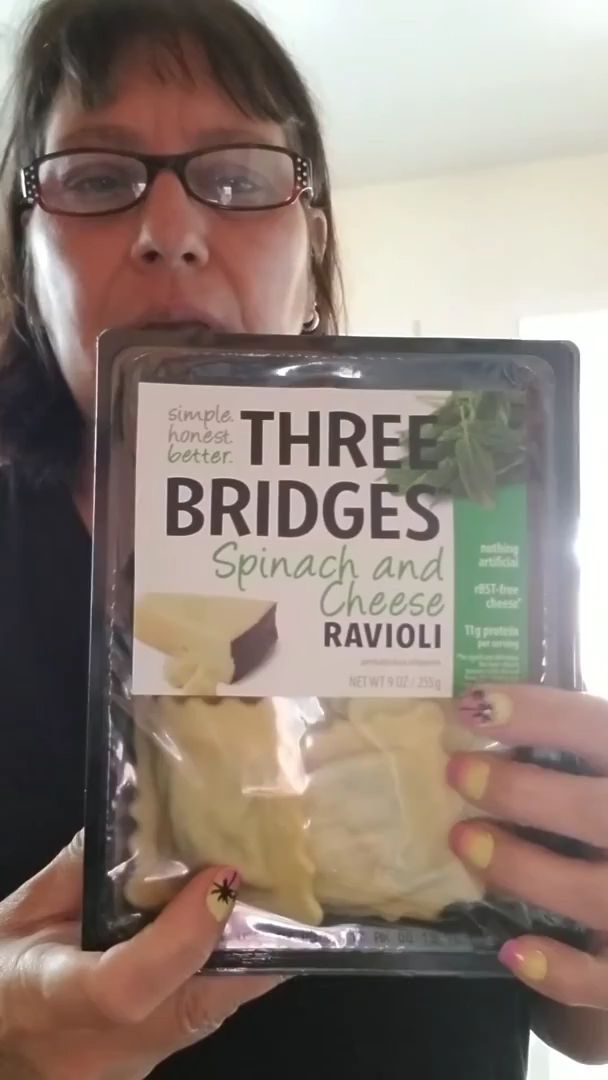 simple.
honest.
better.
THREE
BRIDGES
Spinach and
Cheese
RAVIOLI
NET WT 9 OZ / 255g
nothing
artificial
rBST-free
cheese*
11g protein
per serving